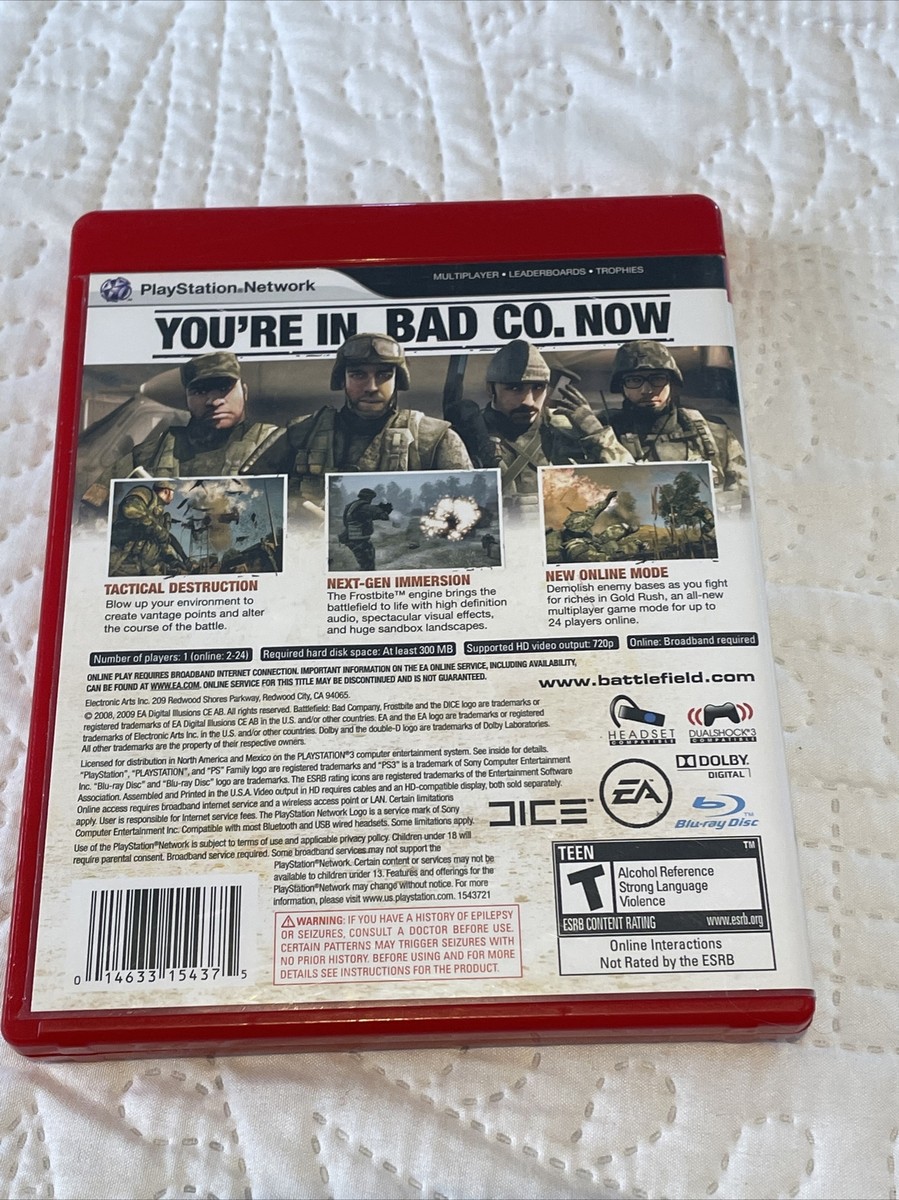 PlayStation®Network
MULTIPLAYER • LEADERBOARDS • TROPHIES
YOU'RE IN BAD CO. NOW
TACTICAL DESTRUCTION
Blow up your environment to
create vantage points and alter
the course of the battle.
NEXT-GEN IMMERSION
The Frostbite™ engine brings the
battlefield to life with high definition
audio, spectacular visual effects,
and huge sandbox landscapes.
NEW ONLINE MODE
Demolish enemy bases as you fight
for riches in Gold Rush, an all-new
multiplayer game mode for up to
24 players online.
Number of players: 1 (online: 2-24) Required hard disk space: At least 300 MB Supported HD video output: 720p Online: Broadband required
ONLINE PLAY REQUIRES BROADBAND INTERNET CONNECTION. IMPORTANT INFORMATION ON THE EA ONLINE SERVICE, INCLUDING AVAILABILITY,
CAN BE FOUND AT WWW.EA.COM. ONLINE SERVICE FOR THIS TITLE MAY BE DISCONTINUED AND IS NOT GUARANTEED.
www.battlefield.com
Electronic Arts Inc. 209 Redwood Shores Parkway, Redwood City, CA 94065.
© 2008, 2009 EA Digital Illusions CE AB. All rights reserved. Battlefield: Bad Company, Frostbite and the DICE logo are trademarks or
registered trademarks of EA Digital Illusions CE AB in the U.S. and/or other countries. EA and the EA logo are trademarks or registered
trademarks of Electronic Arts Inc. in the U.S. and/or other countries. Dolby and the double-D logo are trademarks of Dolby Laboratories.
All other trademarks are the property of their respective owners.
Licensed for distribution in North America and Mexico on the PLAYSTATION®3 computer entertainment system. See inside for details.
"PlayStation", "PLAYSTATION", and "PS" Family logo are registered trademarks and "PS3" is a trademark of Sony Computer Entertainment
Inc. "Blu-ray Disc" and "Blu-ray Disc" logo are trademarks. The ESRB rating icons are registered trademarks of the Entertainment Software
Association. Assembled and Printed in the U.S.A. Video output in HD requires cables and an HD-compatible display, both sold separately.
Online access requires broadband internet service and a wireless access point or LAN. Certain limitations
apply. User is responsible for Internet service fees. The PlayStation Network Logo is a service mark of Sony
Computer Entertainment Inc. Compatible with most Bluetooth and USB wired headsets. Some limitations apply.
Use of the PlayStation®Network is subject to terms of use and applicable privacy policy. Children under 18 will
require parental consent. Broadband service required. Some broadband services may not support the
PlayStation®Network. Certain content or services may not be
available to children under 13. Features and offerings for the
PlayStation®Network may change without notice. For more
information, please visit www.us.playstation.com. 1543721
HEADSET
COMPATIBLE
DUALSHOCK®3
COMPATIBLE
DICE™
EA
DOLBY.
DIGITAL
Blu-ray Disc™
0 14633 15437 5
WARNING: IF YOU HAVE A HISTORY OF EPILEPSY
OR SEIZURES, CONSULT A DOCTOR BEFORE USE.
CERTAIN PATTERNS MAY TRIGGER SEIZURES WITH
NO PRIOR HISTORY. BEFORE USING AND FOR MORE
DETAILS SEE INSTRUCTIONS FOR THE PRODUCT.
TEEN ™
T
Alcohol Reference
Strong Language
Violence
ESRB CONTENT RATING www.esrb.org
Online Interactions
Not Rated by the ESRB